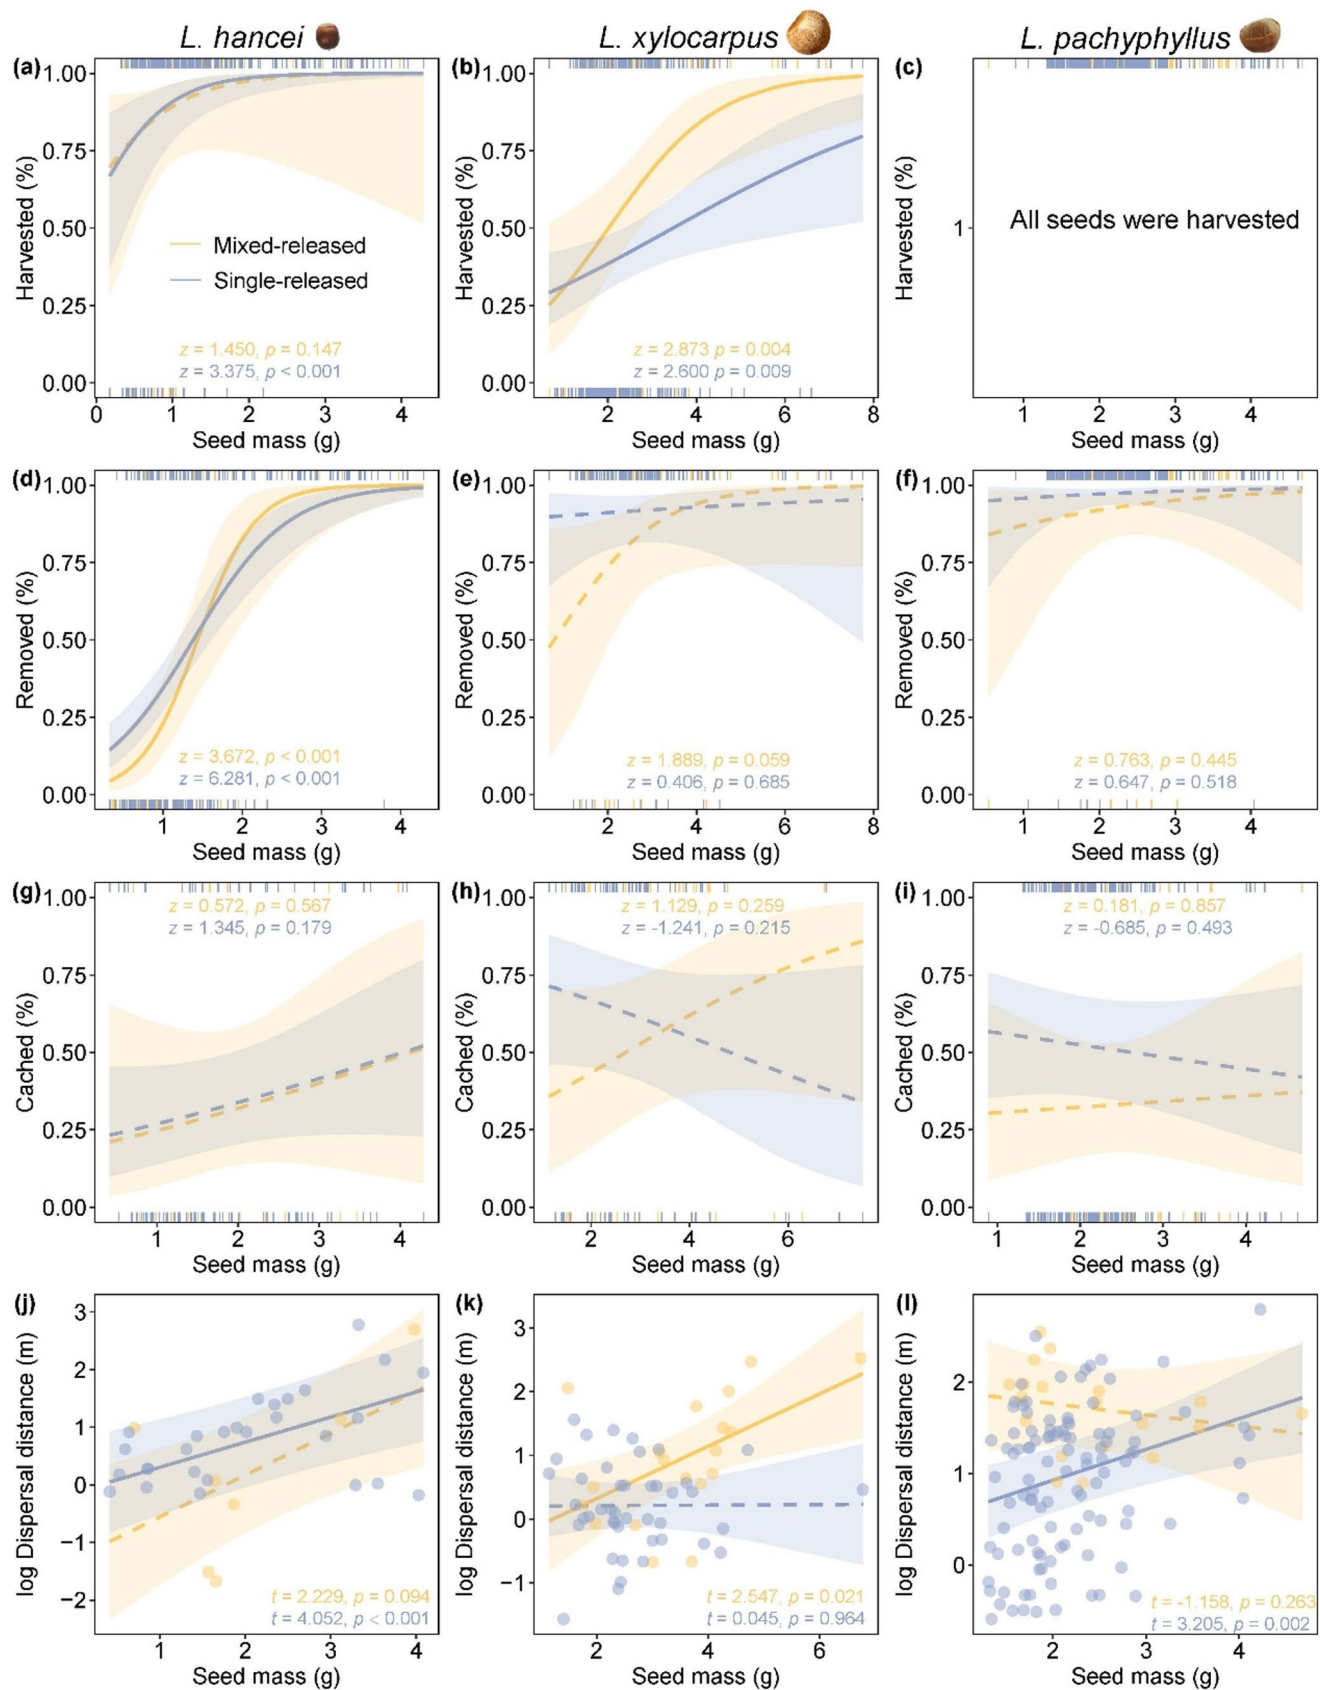 L. hancei
L. xylocarpus
L. pachyphyllus
(a)
Harvested (%)
1.00
0.75
0.50
0.25
0.00
Mixed-released
Single-released
z = 1.450, p = 0.147
z = 3.375, p < 0.001
0 1 2 3 4
Seed mass (g)
(b)
Harvested (%)
1.00
0.75
0.50
0.25
0.00
z = 2.873 p = 0.004
z = 2.600 p = 0.009
2 4 6 8
Seed mass (g)
(c)
Harvested (%)
1
All seeds were harvested
1 2 3 4
Seed mass (g)
(d)
Removed (%)
1.00
0.75
0.50
0.25
0.00
z = 3.672, p < 0.001
z = 6.281, p < 0.001
1 2 3 4
Seed mass (g)
(e)
Removed (%)
1.00
0.75
0.50
0.25
0.00
z = 1.889, p = 0.059
z = 0.406, p = 0.685
2 4 6 8
Seed mass (g)
(f)
Removed (%)
1.00
0.75
0.50
0.25
0.00
z = 0.763, p = 0.445
z = 0.647, p = 0.518
1 2 3 4
Seed mass (g)
(g)
Cached (%)
1.00
0.75
0.50
0.25
0.00
z = 0.572, p = 0.567
z = 1.345, p = 0.179
1 2 3 4
Seed mass (g)
(h)
Cached (%)
1.00
0.75
0.50
0.25
0.00
z = 1.129, p = 0.259
z = -1.241, p = 0.215
2 4 6
Seed mass (g)
(i)
Cached (%)
1.00
0.75
0.50
0.25
0.00
z = 0.181, p = 0.857
z = -0.685, p = 0.493
1 2 3 4
Seed mass (g)
(j)
log Dispersal distance (m)
3
2
1
0
−1
−2
t = 2.229, p = 0.094
t = 4.052, p < 0.001
1 2 3 4
Seed mass (g)
(k)
log Dispersal distance (m)
3
2
1
0
−1
t = 2.547, p = 0.021
t = 0.045, p = 0.964
2 4 6
Seed mass (g)
(l)
log Dispersal distance (m)
2
1
0
t = -1.158, p = 0.263
t = 3.205, p = 0.002
2 3 4
Seed mass (g)